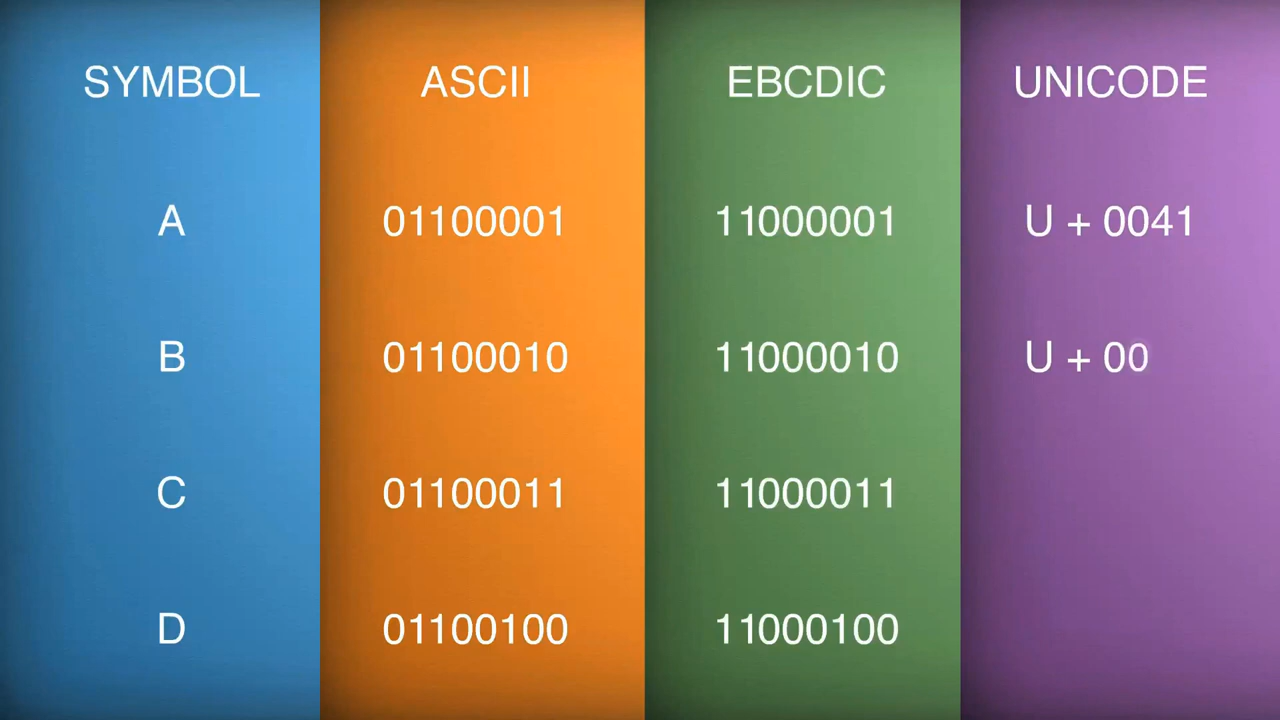 SYMBOL ASCII EBCDIC UNICODE
A 01100001 11000001 U + 0041
B 01100010 11000010 U + 00
C 01100011 11000011
D 01100100 11000100